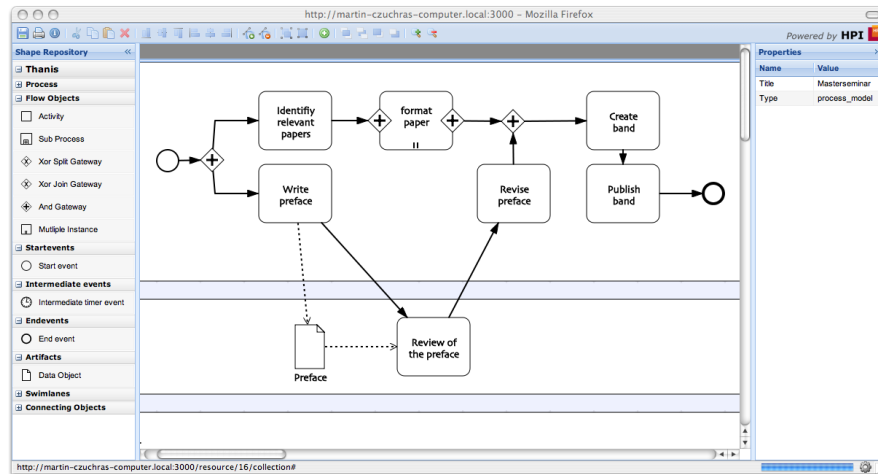 http://martin-czuchras-computer.local:3000 - Mozilla Firefox
Powered by HPI
Shape Repository
Thanis
Process
Flow Objects
Activity
Sub Process
Xor Split Gateway
Xor Join Gateway
And Gateway
Mutliple Instance
Startevents
Start event
Intermediate events
Intermediate timer event
Endevents
End event
Artifacts
Data Object
Swimlanes
Connecting Objects
Identifiy
relevant
papers
format
paper
Create
band
Write
preface
Revise
preface
Publish
band
Review of
the preface
Preface
Properties
Name Value
Title Masterseminar
Type process_model
http://martin-czuchras-computer.local:3000/resource/16/collection#